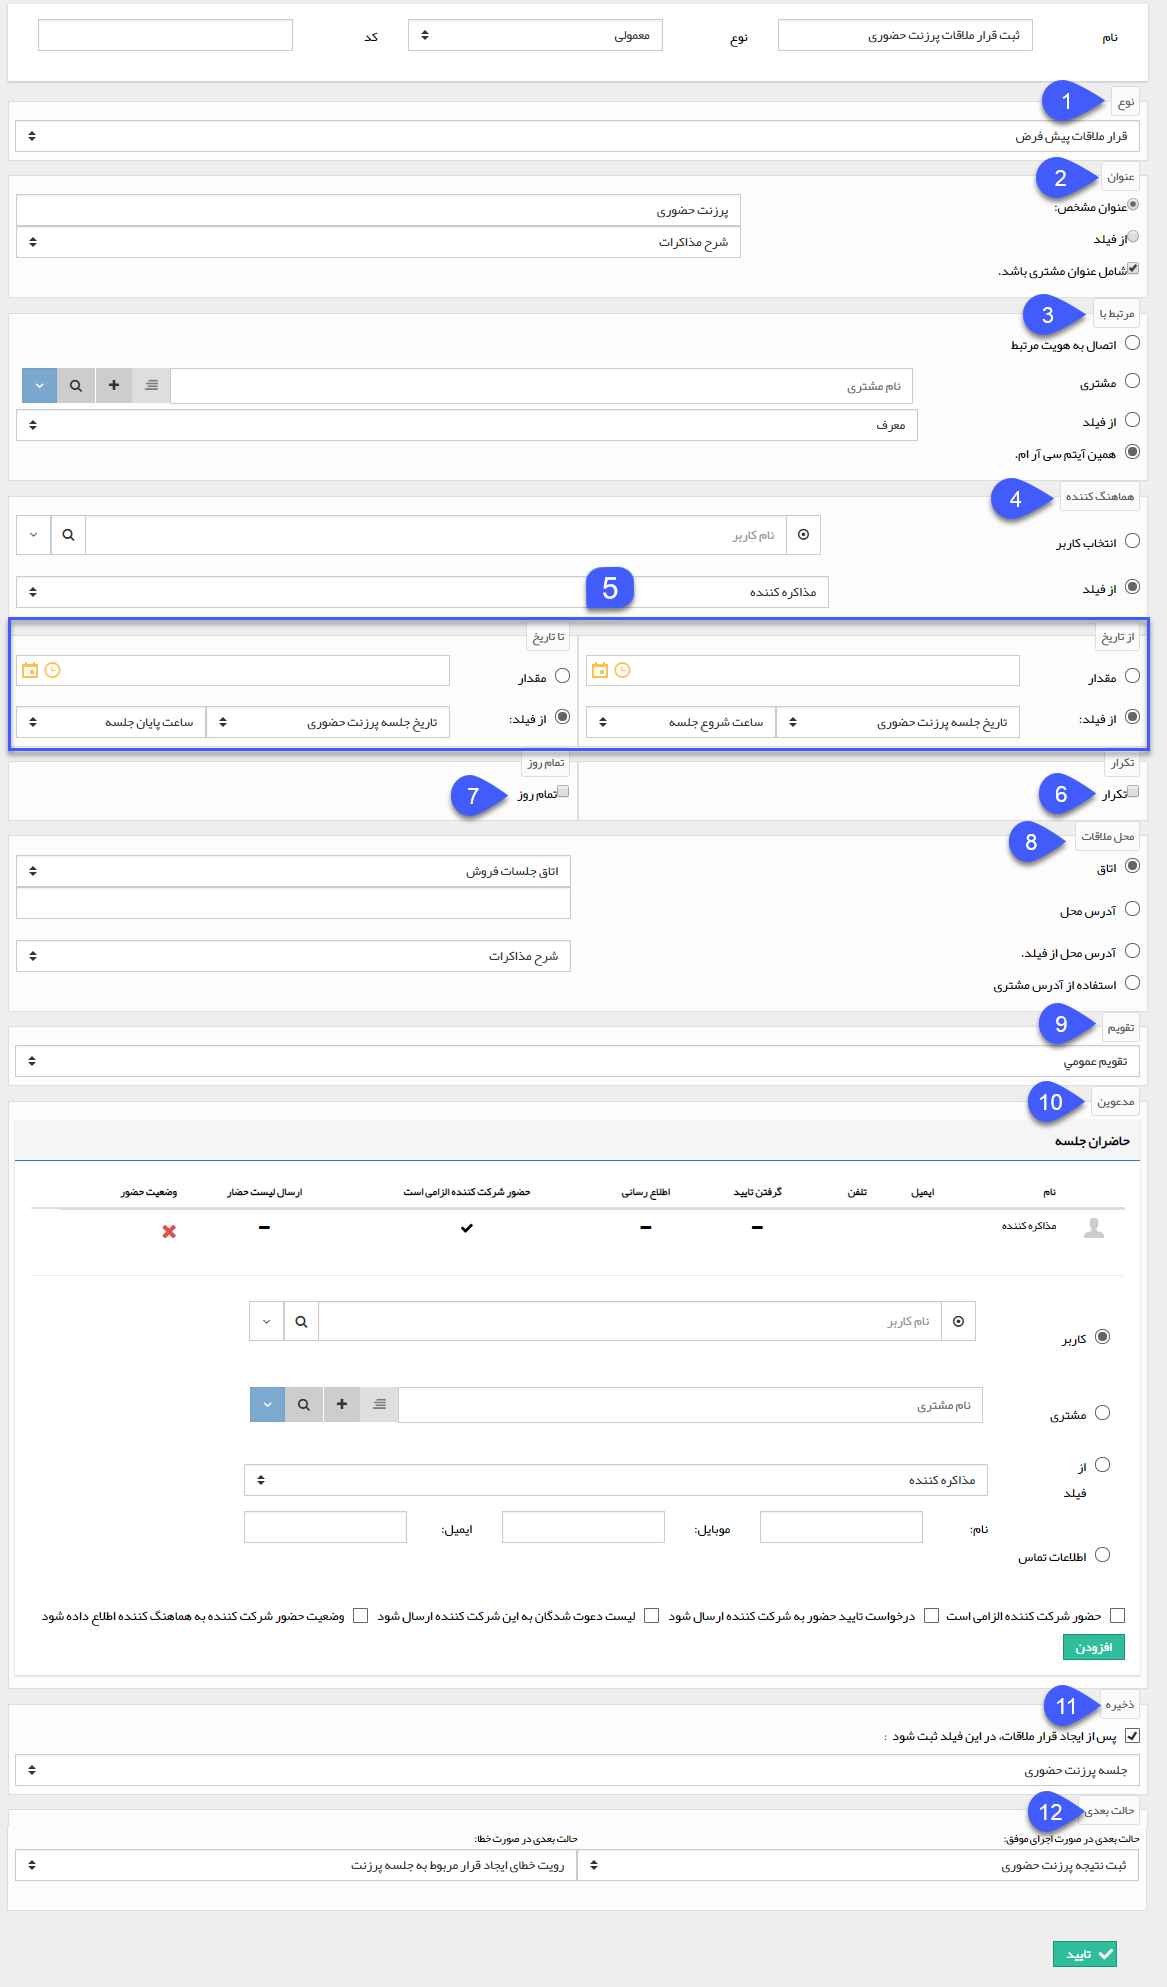 نام ثبت قرار ملاقات پرزنت حضوری نوع معمولی کد
نوع 1
قرار ملاقات پیش فرض
عنوان 2
عنوان مشخص: پرزنت حضوری
از فیلد شرح مذاکرات
شامل عنوان مشتری باشد.
مرتبط با 3
اتصال به هویت مرتبط
مشتری نام مشتری
از فیلد معرف
همین آیتم سی آر ام.
هماهنگ کننده 4
انتخاب کاربر نام کاربر
از فیلد مذاکره کننده 5
از تاریخ تا تاریخ
مقدار مقدار
از فیلد: تاریخ جلسه پرزنت حضوری ساعت شروع جلسه از فیلد: تاریخ جلسه پرزنت حضوری ساعت پایان جلسه
تکرار تمام روز
تکرار 6 تمام روز 7
محل ملاقات 8
اتاق اتاق جلسات فروش
آدرس محل
آدرس محل از فیلد. شرح مذاکرات
استفاده از آدرس مشتری
تقویم 9
تقویم عمومي
مدعوین 10
حاضران جلسه
نام ایمیل تلفن گرفتن تایید اطلاع رسانی حضور شرکت کننده الزامی است ارسال لیست حضار وضعیت حضور
مذاکره کننده
کاربر نام کاربر
مشتری نام مشتری
از
فیلد
مذاکره کننده
نام: موبایل: ایمیل:
اطلاعات تماس
حضور شرکت کننده الزامی است درخواست تایید حضور به شرکت کننده ارسال شود لیست دعوت شدگان به این شرکت کننده ارسال شود وضعیت حضور شرکت کننده به هماهنگ کننده اطلاع داده شود
افزودن
ذخیره 11
پس از ایجاد قرار ملاقات، در این فیلد ثبت شود :
جلسه پرزنت حضوری
حالت بعدی 12
حالت بعدی در صورت اجرای موفق: حالت بعدی در صورت خطا:
ثبت نتیجه پرزنت حضوری رویت خطای ایجاد قرار مربوط به جلسه پرزنت
تایید